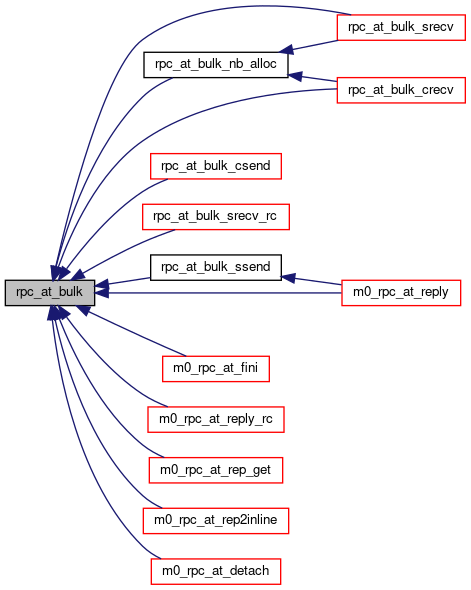 rpc_at_bulk_srecv
rpc_at_bulk_nb_alloc
rpc_at_bulk_crecv
rpc_at_bulk_csend
rpc_at_bulk_srecv_rc
rpc_at_bulk_ssend
rpc_at_bulk
m0_rpc_at_reply
m0_rpc_at_fini
m0_rpc_at_reply_rc
m0_rpc_at_rep_get
m0_rpc_at_rep2inline
m0_rpc_at_detach